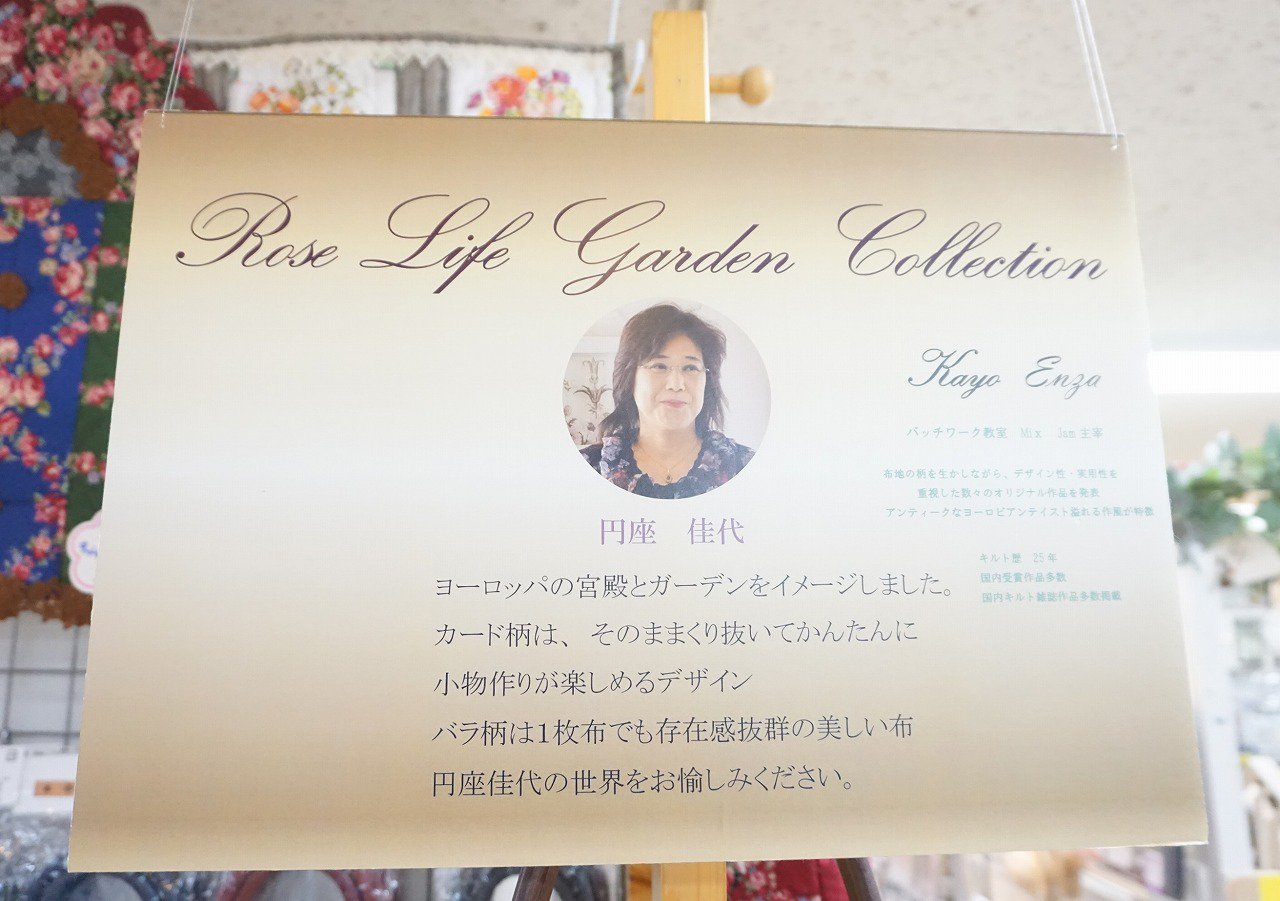 Rose Life Garden Collection
Kayo Enza
パッチワーク教室 Mix Jam主宰
布地の柄を生かしながら、デザイン性・実用性を
重視した数々のオリジナル作品を発表
アンティークなヨーロピアンテイスト溢れる作風が特徴
キルト歴 25年
国内受賞作品多数
国内キルト雑誌作品多数掲載
円座 佳代
ヨーロッパの宮殿とガーデンをイメージしました。
カード柄は、そのままくり抜いてかんたんに
小物作りが楽しめるデザイン
バラ柄は1枚布でも存在感抜群の美しい布
円座佳代の世界をお愉しみください。